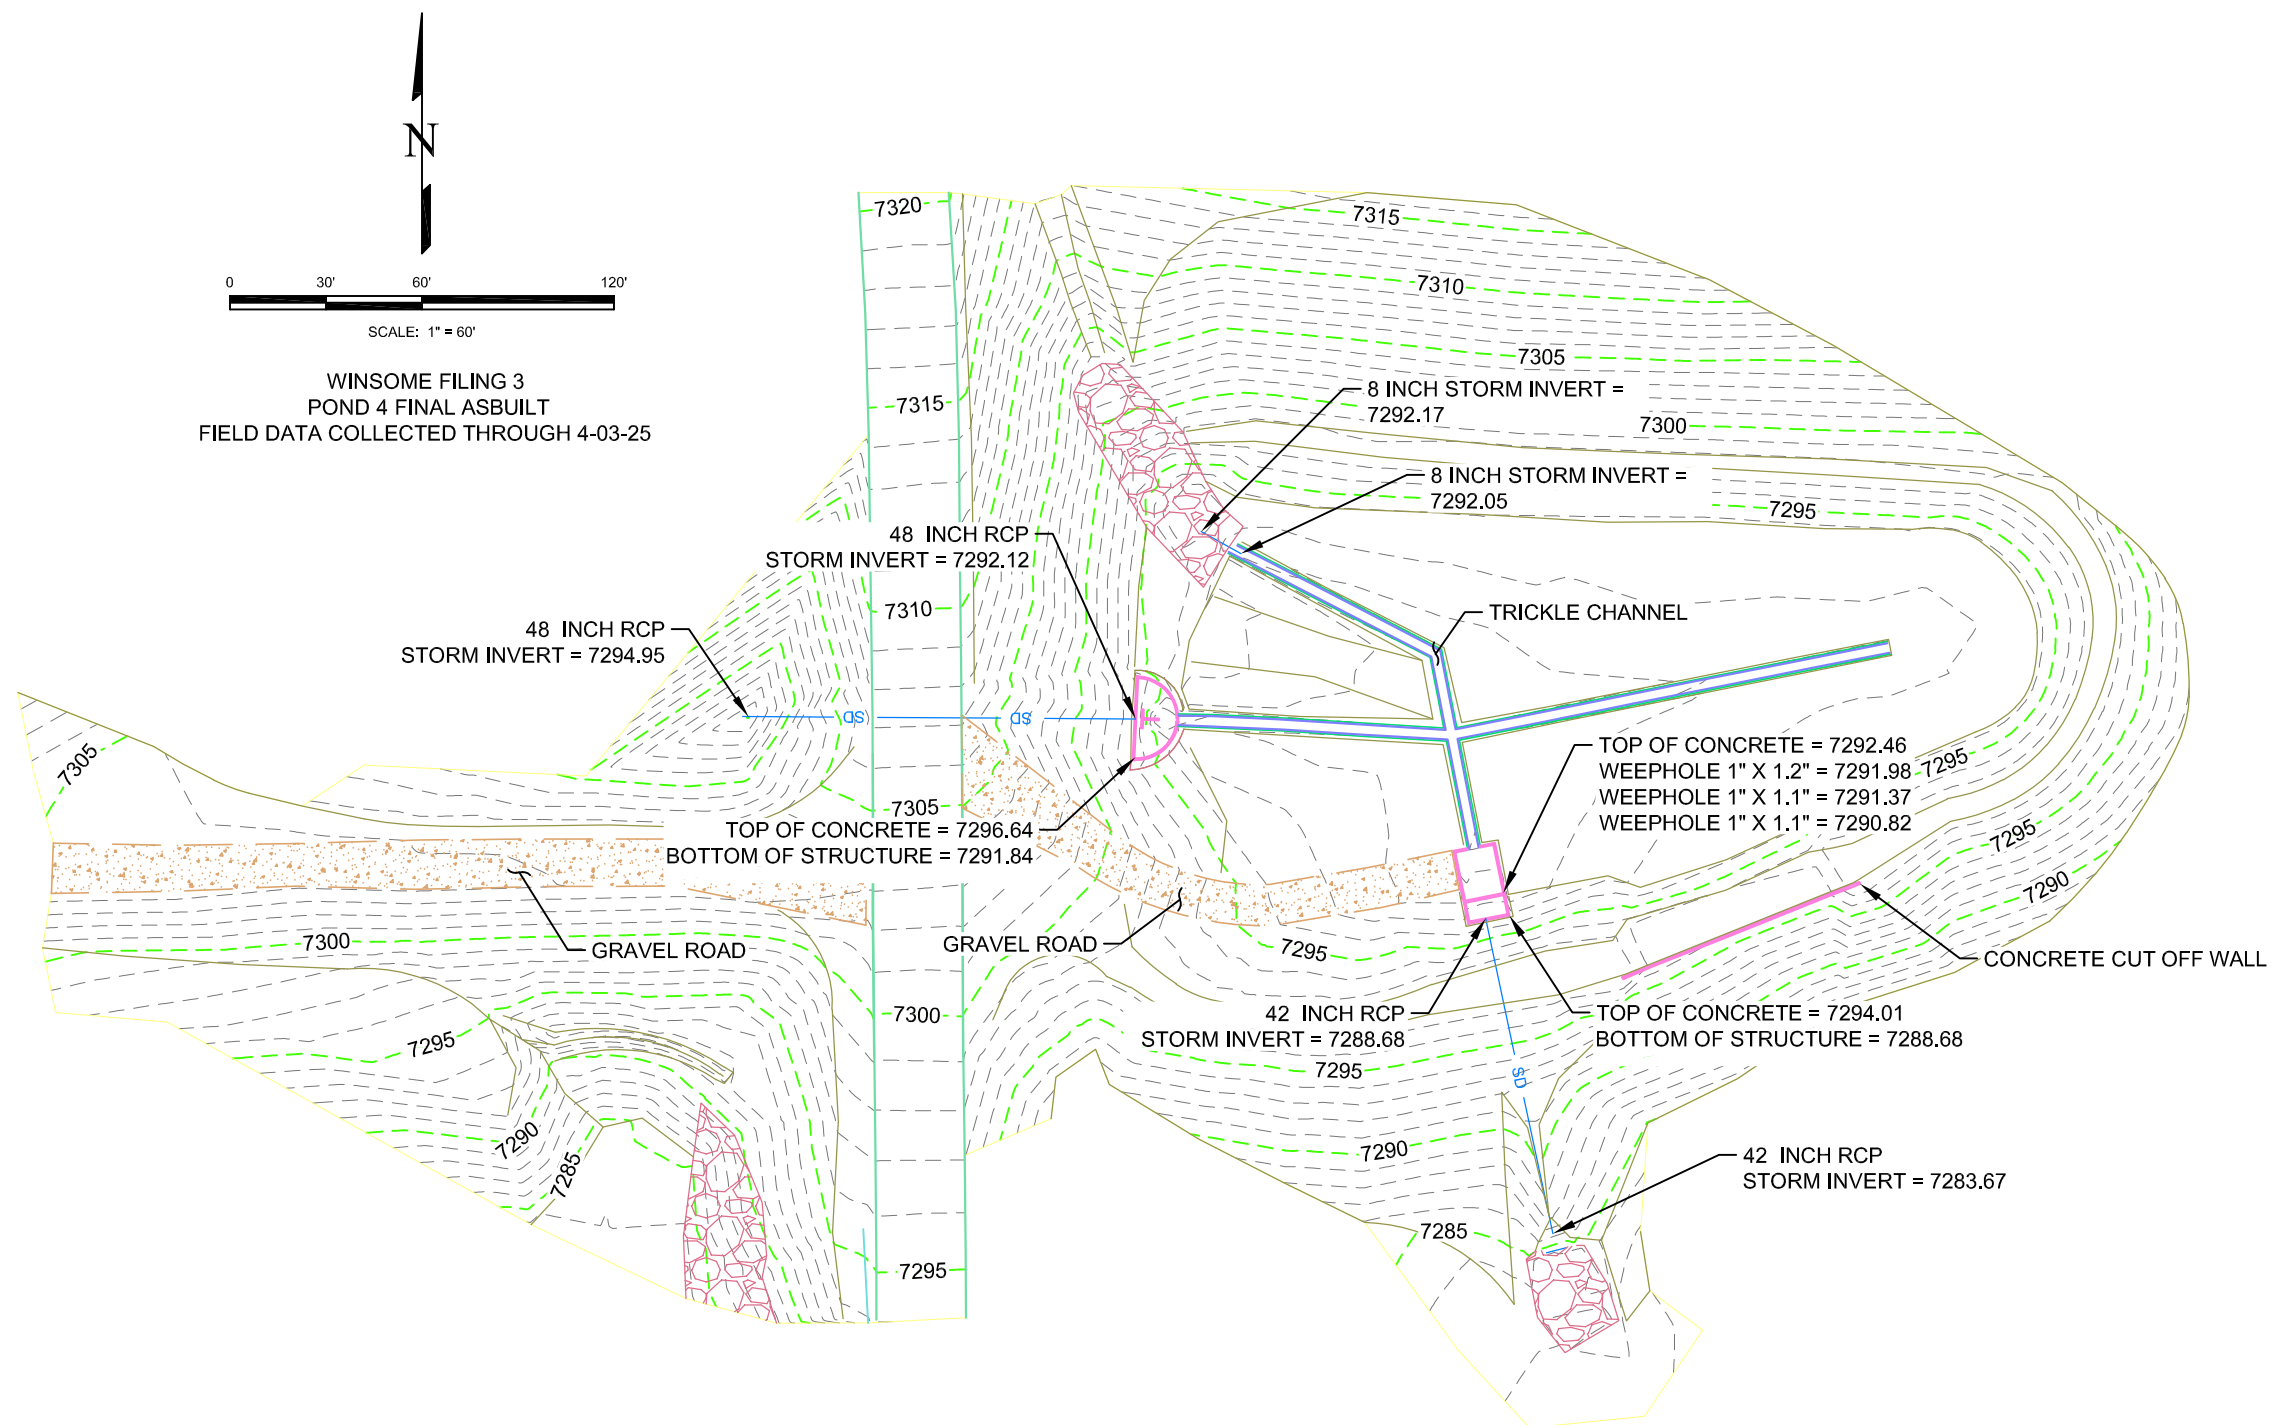 N
0 30' 60' 120'
SCALE: 1" = 60'
WINSOME FILING 3
POND 4 FINAL ASBUILT
FIELD DATA COLLECTED THROUGH 4-03-25
7320
7315
7310
7305
7300
7295
7315
7310
7305
7300
7295
8 INCH STORM INVERT =
7292.17
8 INCH STORM INVERT =
7292.05
48 INCH RCP
STORM INVERT = 7292.12
48 INCH RCP
STORM INVERT = 7294.95
TRICKLE CHANNEL
SD
SD
TOP OF CONCRETE = 7292.46
WEEPHOLE 1" X 1.2" = 7291.98
WEEPHOLE 1" X 1.1" = 7291.37
WEEPHOLE 1" X 1.1" = 7290.82
7295
7295
7290
7305
TOP OF CONCRETE = 7296.64
BOTTOM OF STRUCTURE = 7291.84
7300
GRAVEL ROAD
GRAVEL ROAD
7295
CONCRETE CUT OFF WALL
42 INCH RCP
STORM INVERT = 7288.68
TOP OF CONCRETE = 7294.01
BOTTOM OF STRUCTURE = 7288.68
7295
7295
SD
7290
7285
7290
42 INCH RCP
STORM INVERT = 7283.67
7285